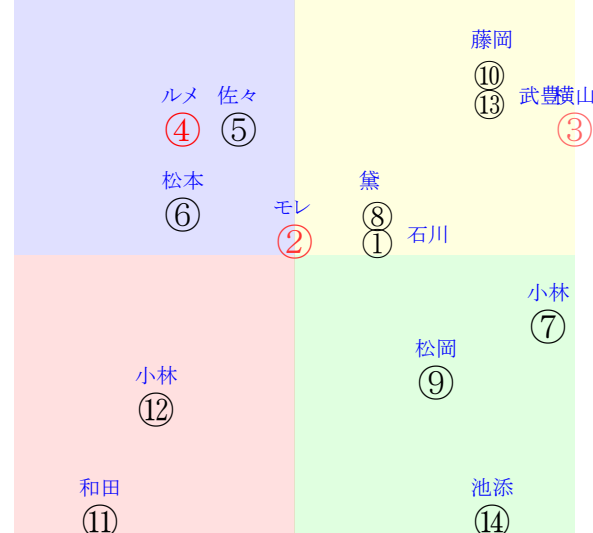 藤岡
⑩
ルメ 佐々 ⑬ 武豊 横山
④ ⑤ ③
松本 黛
⑥ モレ ⑧
② ① 石川
小林
⑦
松岡
小林 ⑨
⑫
和田 池添
⑪ ⑭